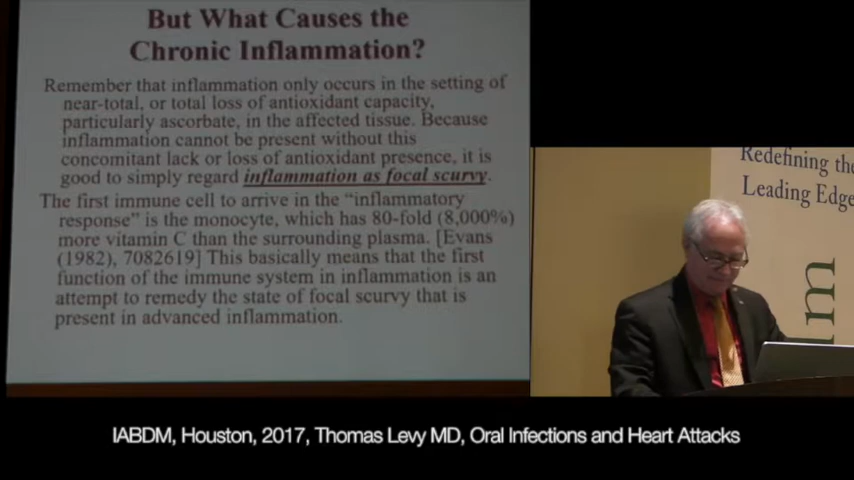 But What Causes the
Chronic Inflammation?
Remember that inflammation only occurs in the setting of
near-total, or total loss of antioxidant capacity,
particularly ascorbate, in the affected tissue. Because
inflammation cannot be present without this
concomitant lack or loss of antioxidant presence, it is
good to simply regard inflammation as focal scurvy.
The first immune cell to arrive in the "inflammatory
response" is the monocyte, which has 80-fold (8,000%)
more vitamin C than the surrounding plasma. [Evans
(1982), 7082619] This basically means that the first
function of the immune system in inflammation is an
attempt to remedy the state of focal scurvy that is
present in advanced inflammation.
Redefining the
Leading Edge
IABDM, Houston, 2017, Thomas Levy MD, Oral Infections and Heart Attacks